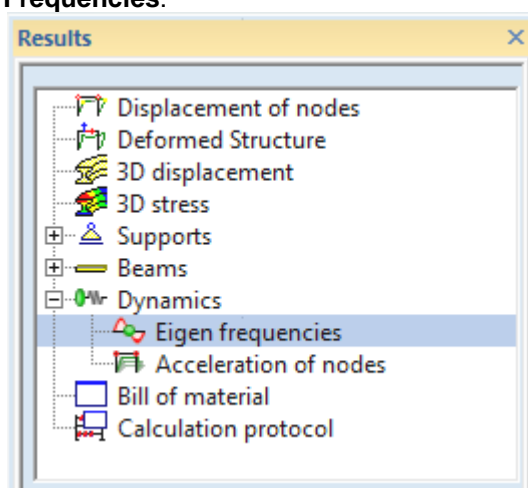 Frequencies.
Results
Displacement of nodes
Deformed Structure
3D displacement
3D stress
Supports
Beams
Dynamics
Eigen frequencies
Acceleration of nodes
Bill of material
Calculation protocol